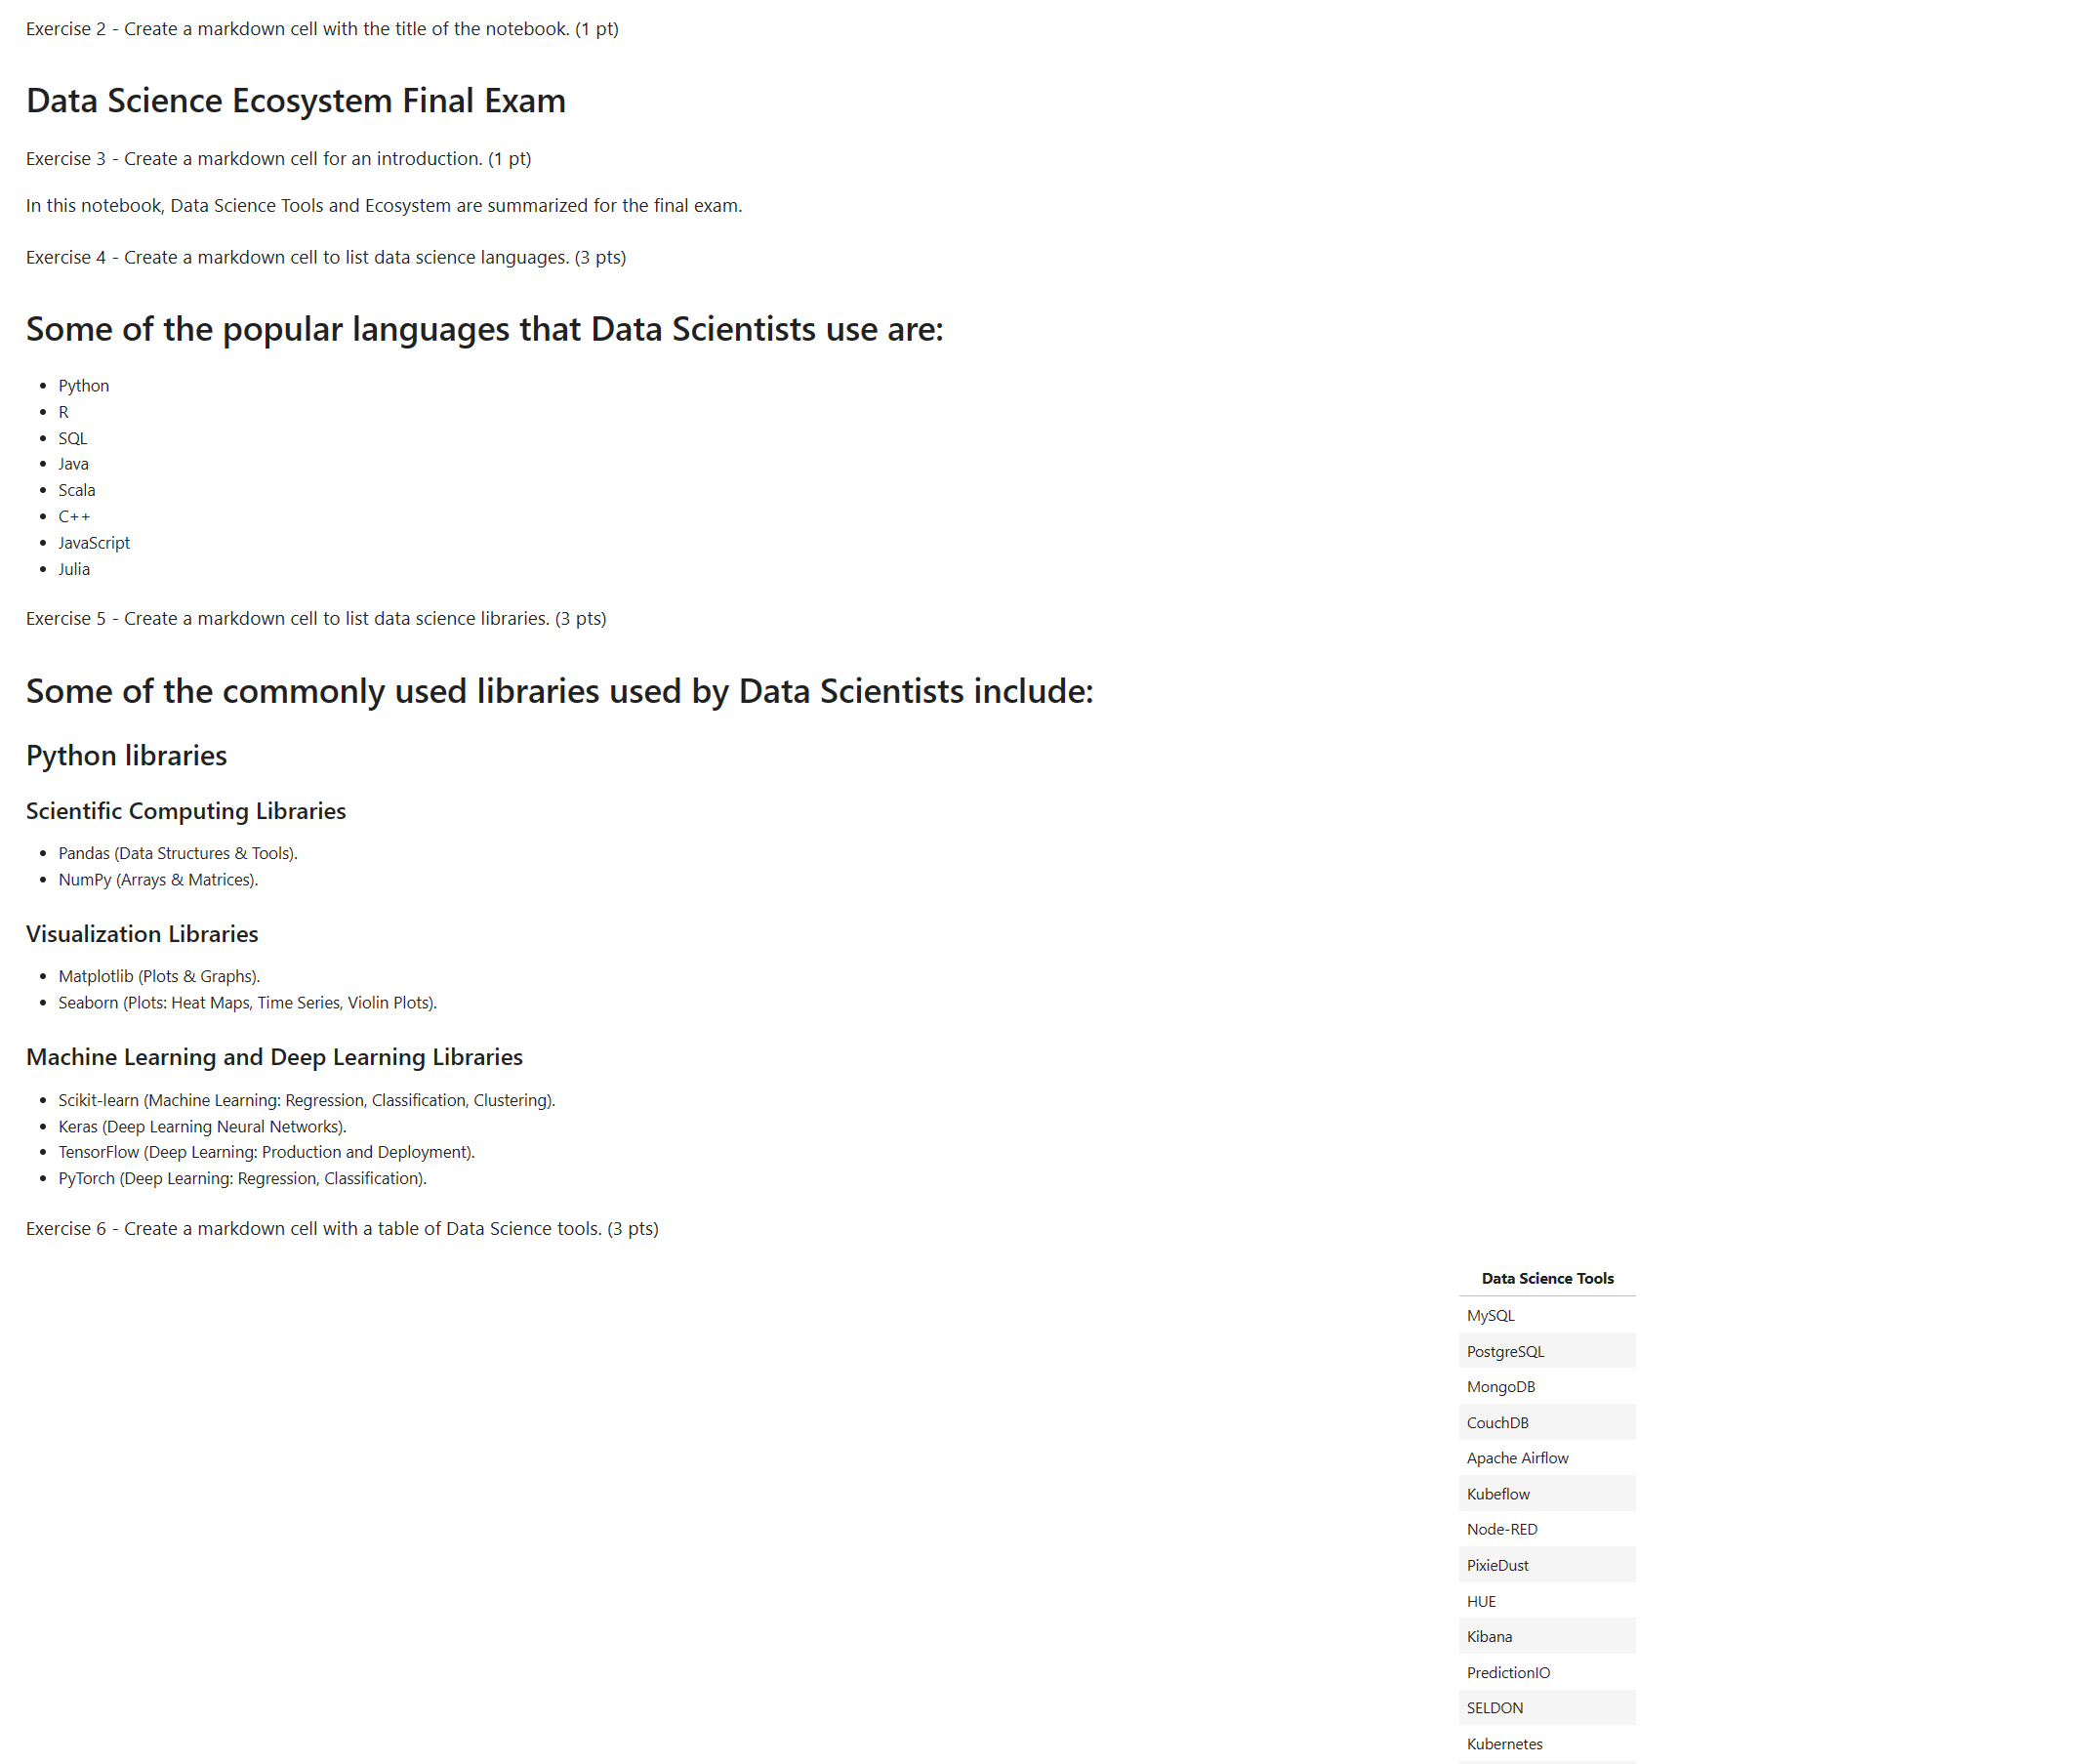 Exercise 2 - Create a markdown cell with the title of the notebook. (1 pt)
Data Science Ecosystem Final Exam
Exercise 3 - Create a markdown cell for an introduction. (1 pt)
In this notebook, Data Science Tools and Ecosystem are summarized for the final exam.
Exercise 4 - Create a markdown cell to list data science languages. (3 pts)
Some of the popular languages that Data Scientists use are:
• Python
• R
• SQL
• Java
• Scala
• C++
• JavaScript
• Julia
Exercise 5 - Create a markdown cell to list data science libraries. (3 pts)
Some of the commonly used libraries used by Data Scientists include:
Python libraries
Scientific Computing Libraries
• Pandas (Data Structures & Tools).
• NumPy (Arrays & Matrices).
Visualization Libraries
• Matplotlib (Plots & Graphs).
• Seaborn (Plots: Heat Maps, Time Series, Violin Plots).
Machine Learning and Deep Learning Libraries
• Scikit-learn (Machine Learning: Regression, Classification, Clustering).
• Keras (Deep Learning Neural Networks).
• TensorFlow (Deep Learning: Production and Deployment).
• PyTorch (Deep Learning: Regression, Classification).
Exercise 6 - Create a markdown cell with a table of Data Science tools. (3 pts)
Data Science Tools
MySQL
PostgreSQL
MongoDB
CouchDB
Apache Airflow
Kubeflow
Node-RED
PixieDust
HUE
Kibana
PredictionIO
SELDON
Kubernetes